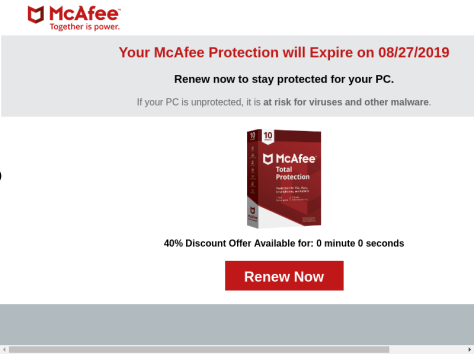 McAfee™
Together is power.
Your McAfee Protection will Expire on 08/27/2019
Renew now to stay protected for your PC.
If your PC is unprotected, it is at risk for viruses and other malware.
10
10
McAfee
Total
Protection
40% Discount Offer Available for: 0 minute 0 seconds
Renew Now